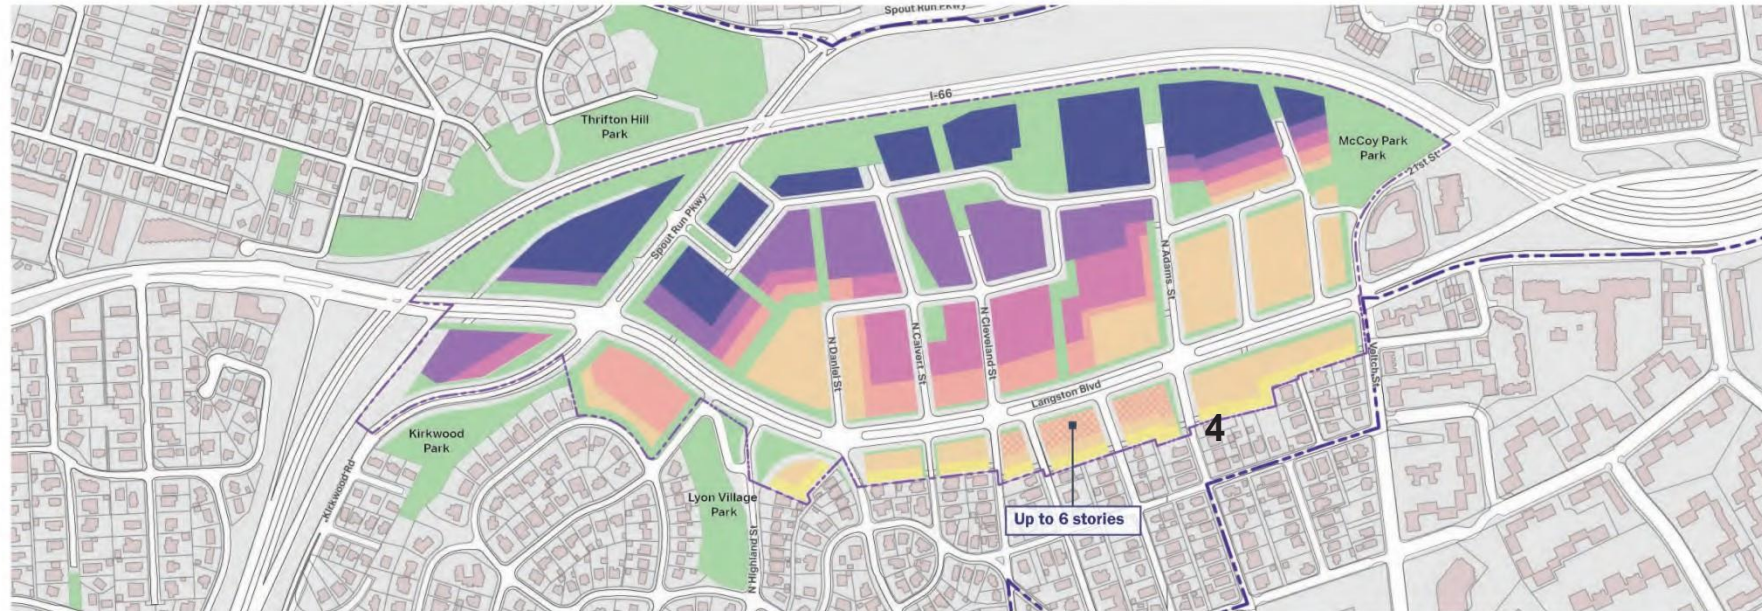 Spout Run Pkwy
I-66
Thrifton Hill
Park
McCoy Park
Park
21st St
Spout Run Pkwy
N Adams St
N Daniel St
N Calvert St
N Cleveland St
Langston Blvd
Veitch St
4
Kirkwood
Park
Kirkwood Rd
Lyon Village
Park
N Highland St
Up to 6 stories